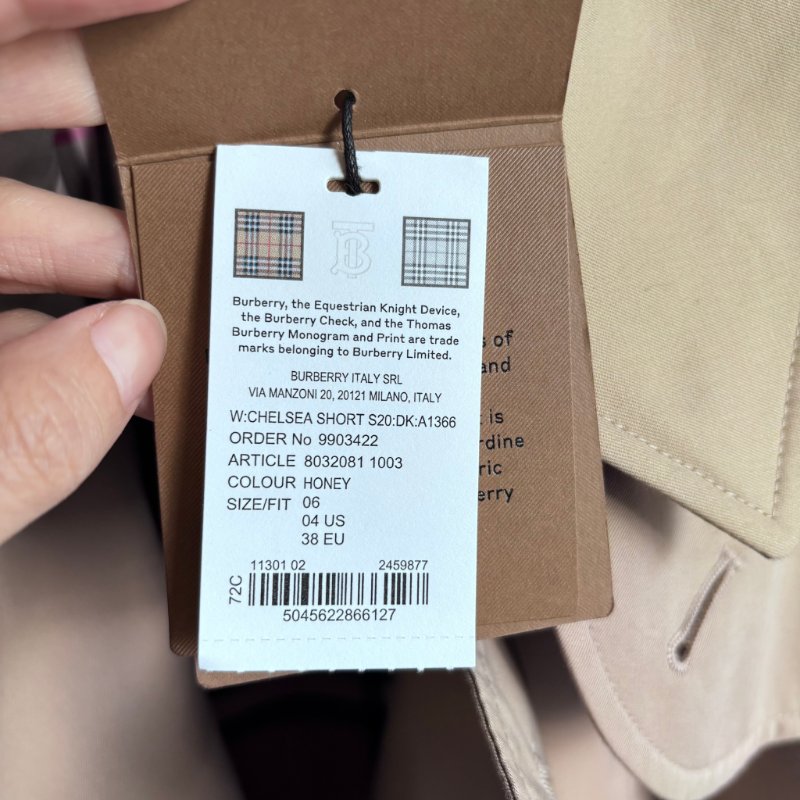 Burberry, the Equestrian Knight Device,
the Burberry Check, and the Thomas
Burberry Monogram and Print are trade
marks belonging to Burberry Limited.
BURBERRY ITALY SRL
VIA MANZONI 20, 20121 MILANO, ITALY
W:CHELSEA SHORT S20:DK:A1366
ORDER No 9903422
ARTICLE 8032081 1003
COLOUR HONEY
SIZE/FIT 06
04 US
38 EU
11301 02 2459877
72C
5045622866127
of
and
is